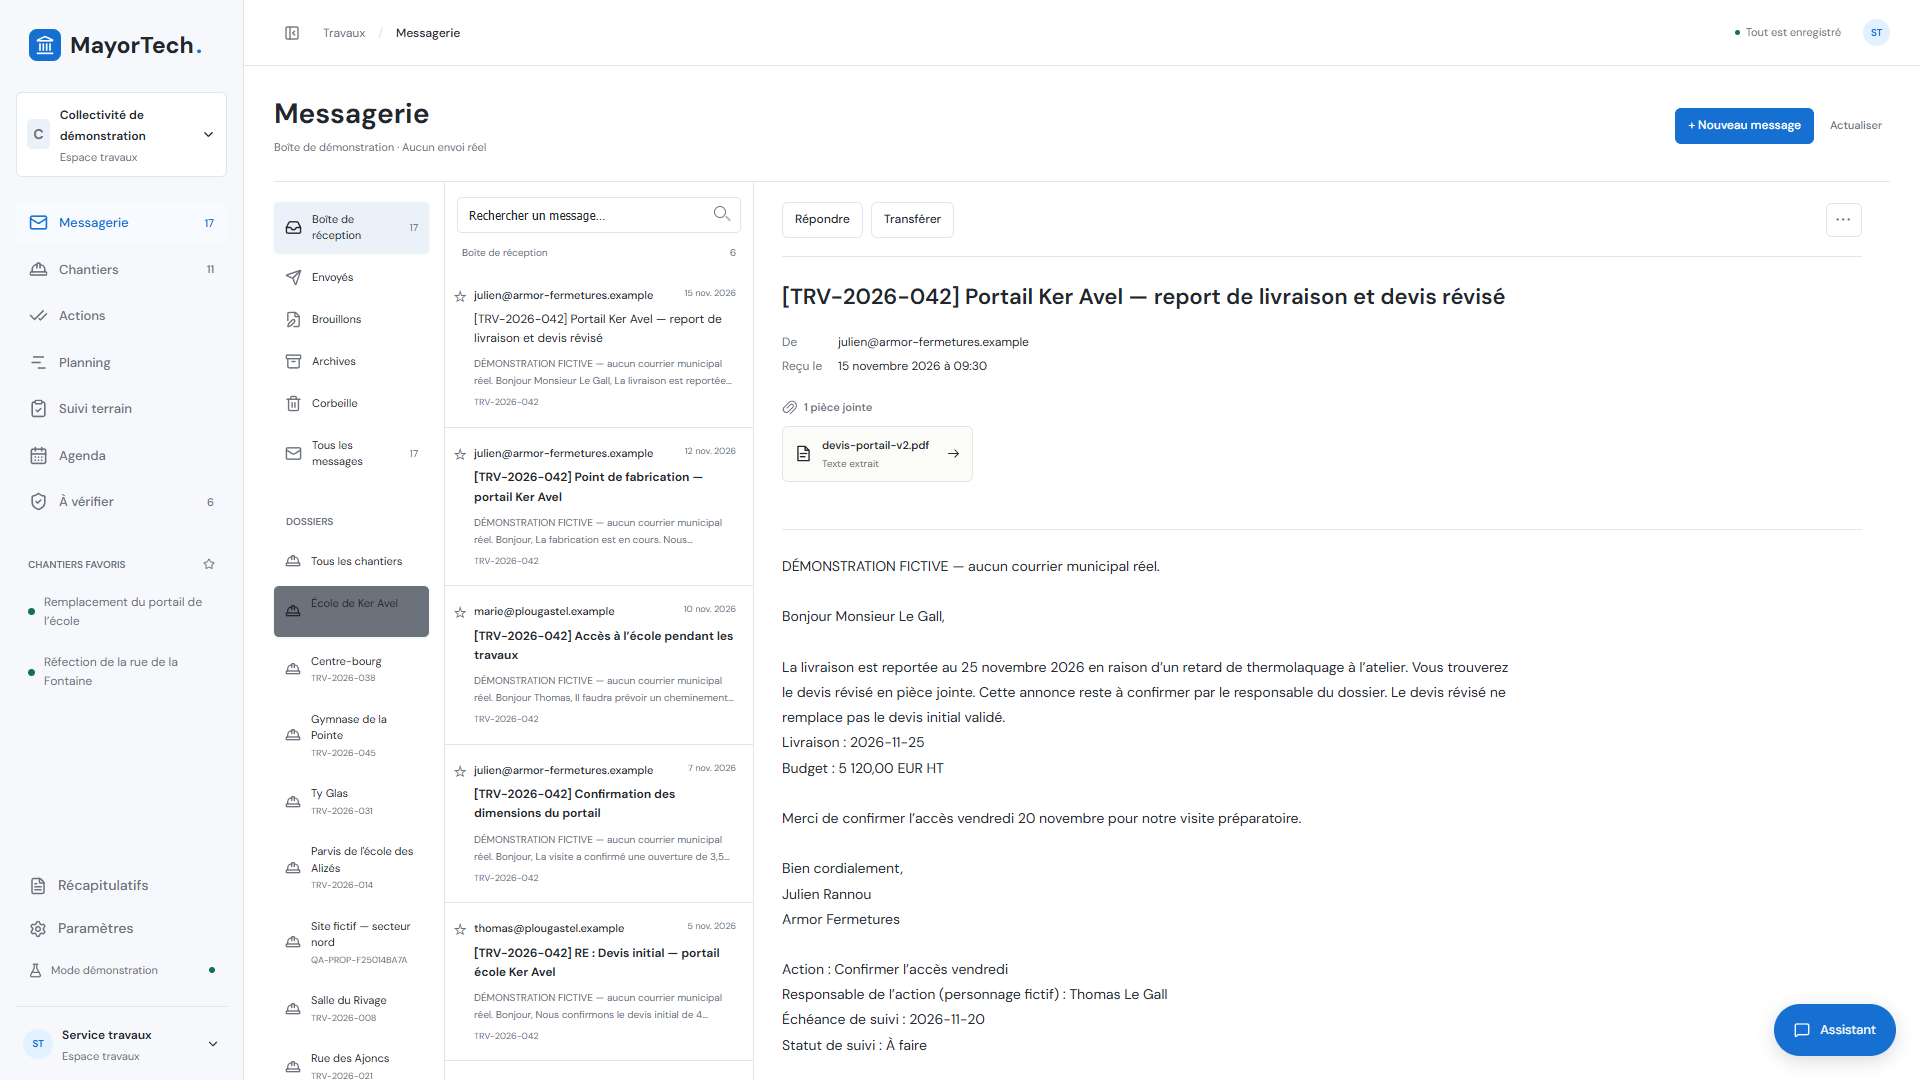 MayorTech.
C
Collectivité de
démonstration
Espace travaux
Messagerie 17
Chantiers 11
Actions
Planning
Suivi terrain
Agenda
À vérifier 6
CHANTIERS FAVORIS
Remplacement du portail de
l’école
Réfection de la rue de la
Fontaine
Récapitulatifs
Paramètres
Mode démonstration
ST
Service travaux
Espace travaux
Travaux / Messagerie
Tout est enregistré
ST
Messagerie
Boîte de démonstration · Aucun envoi réel
+ Nouveau message
Actualiser
Boîte de
réception
17
Envoyés
Brouillons
Archives
Corbeille
Tous les
messages
17
DOSSIERS
Tous les chantiers
École de Ker Avel
Centre-bourg
TRV-2026-038
Gymnase de la
Pointe
TRV-2026-045
Ty Glas
TRV-2026-031
Parvis de l'école des
Alizés
TRV-2026-014
Site fictif — secteur
nord
QA-PROP-F25014BA7A
Salle du Rivage
TRV-2026-008
Rue des Ajoncs
TRV-2026-021
Rechercher un message...
Boîte de réception 6
julien@armor-fermetures.example 15 nov. 2026
[TRV-2026-042] Portail Ker Avel — report de
livraison et devis révisé
DÉMONSTRATION FICTIVE — aucun courrier municipal
réel. Bonjour Monsieur Le Gall, La livraison est reportée…
TRV-2026-042
julien@armor-fermetures.example 12 nov. 2026
[TRV-2026-042] Point de fabrication —
portail Ker Avel
DÉMONSTRATION FICTIVE — aucun courrier municipal
réel. Bonjour, La fabrication est en cours. Nous…
TRV-2026-042
marie@plougastel.example 10 nov. 2026
[TRV-2026-042] Accès à l’école pendant les
travaux
DÉMONSTRATION FICTIVE — aucun courrier municipal
réel. Bonjour Thomas, Il faudra prévoir un cheminement…
TRV-2026-042
julien@armor-fermetures.example 7 nov. 2026
[TRV-2026-042] Confirmation des
dimensions du portail
DÉMONSTRATION FICTIVE — aucun courrier municipal
réel. Bonjour, La visite a confirmé une ouverture de 3,5…
TRV-2026-042
thomas@plougastel.example 5 nov. 2026
[TRV-2026-042] RE : Devis initial — portail
école Ker Avel
DÉMONSTRATION FICTIVE — aucun courrier municipal
réel. Bonjour, Nous confirmons le devis initial de 4…
TRV-2026-042
Répondre
Transférer
[TRV-2026-042] Portail Ker Avel — report de livraison et devis révisé
De julien@armor-fermetures.example
Reçu le 15 novembre 2026 à 09:30
1 pièce jointe
devis-portail-v2.pdf
Texte extrait
DÉMONSTRATION FICTIVE — aucun courrier municipal réel.
Bonjour Monsieur Le Gall,
La livraison est reportée au 25 novembre 2026 en raison d’un retard de thermolaquage à l’atelier. Vous trouverez
le devis révisé en pièce jointe. Cette annonce reste à confirmer par le responsable du dossier. Le devis révisé ne
remplace pas le devis initial validé.
Livraison : 2026-11-25
Budget : 5 120,00 EUR HT
Merci de confirmer l’accès vendredi 20 novembre pour notre visite préparatoire.
Bien cordialement,
Julien Rannou
Armor Fermetures
Action : Confirmer l’accès vendredi
Responsable de l’action (personnage fictif) : Thomas Le Gall
Échéance de suivi : 2026-11-20
Statut de suivi : À faire
Assistant